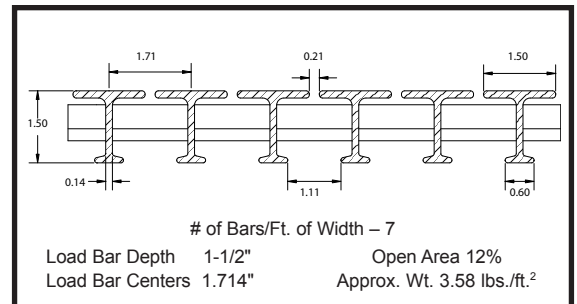 1.71 0.21 1.50
1.50
0.14 1.11 0.60
# of Bars/Ft. of Width – 7
Load Bar Depth 1-1/2" Open Area 12%
Load Bar Centers 1.714" Approx. Wt. 3.58 lbs./ft.²